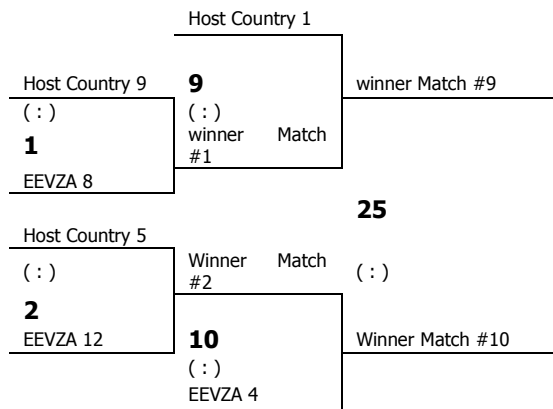 Host Country 1
Host Country 9
9
winner Match #9
( : )
( : )
1
winner Match
#1
EEVZA 8
25
Host Country 5
( : )
Winner Match
#2
( : )
2
EEVZA 12
10
Winner Match #10
( : )
EEVZA 4